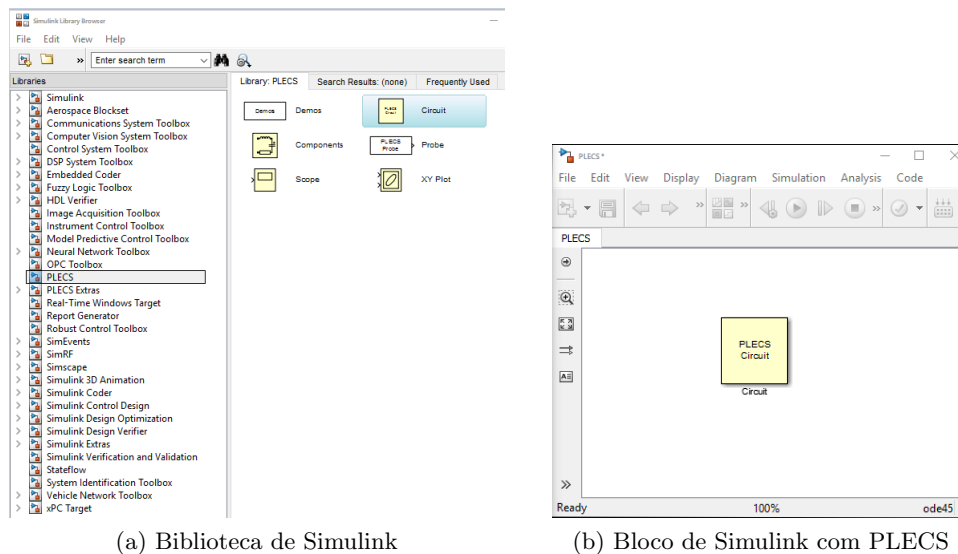 Simulink Library Browser
File Edit View Help
» Enter search term
Libraries
Library: PLECS Search Results: (none) Frequently Used
Simulink
Aerospace Blockset
Communications System Toolbox
Computer Vision System Toolbox
Control System Toolbox
DSP System Toolbox
Embedded Coder
Fuzzy Logic Toolbox
HDL Verifier
Image Acquisition Toolbox
Instrument Control Toolbox
Model Predictive Control Toolbox
Neural Network Toolbox
OPC Toolbox
PLECS
PLECS Extras
Real-Time Windows Target
Report Generator
Robust Control Toolbox
SimEvents
SimRF
Simscape
Simulink 3D Animation
Simulink Coder
Simulink Control Design
Simulink Design Optimization
Simulink Design Verifier
Simulink Extras
Simulink Verification and Validation
Stateflow
System Identification Toolbox
Vehicle Network Toolbox
xPC Target
Demos Demos
PLECS
Circuit
Circuit
Components
PLECS
Probe
Probe
Scope
XY Plot
(a) Biblioteca de Simulink
PLECS *
File Edit View Display Diagram Simulation Analysis Code
PLECS
PLECS
Circuit
Circuit
Ready 100% ode45
(b) Bloco de Simulink com PLECS